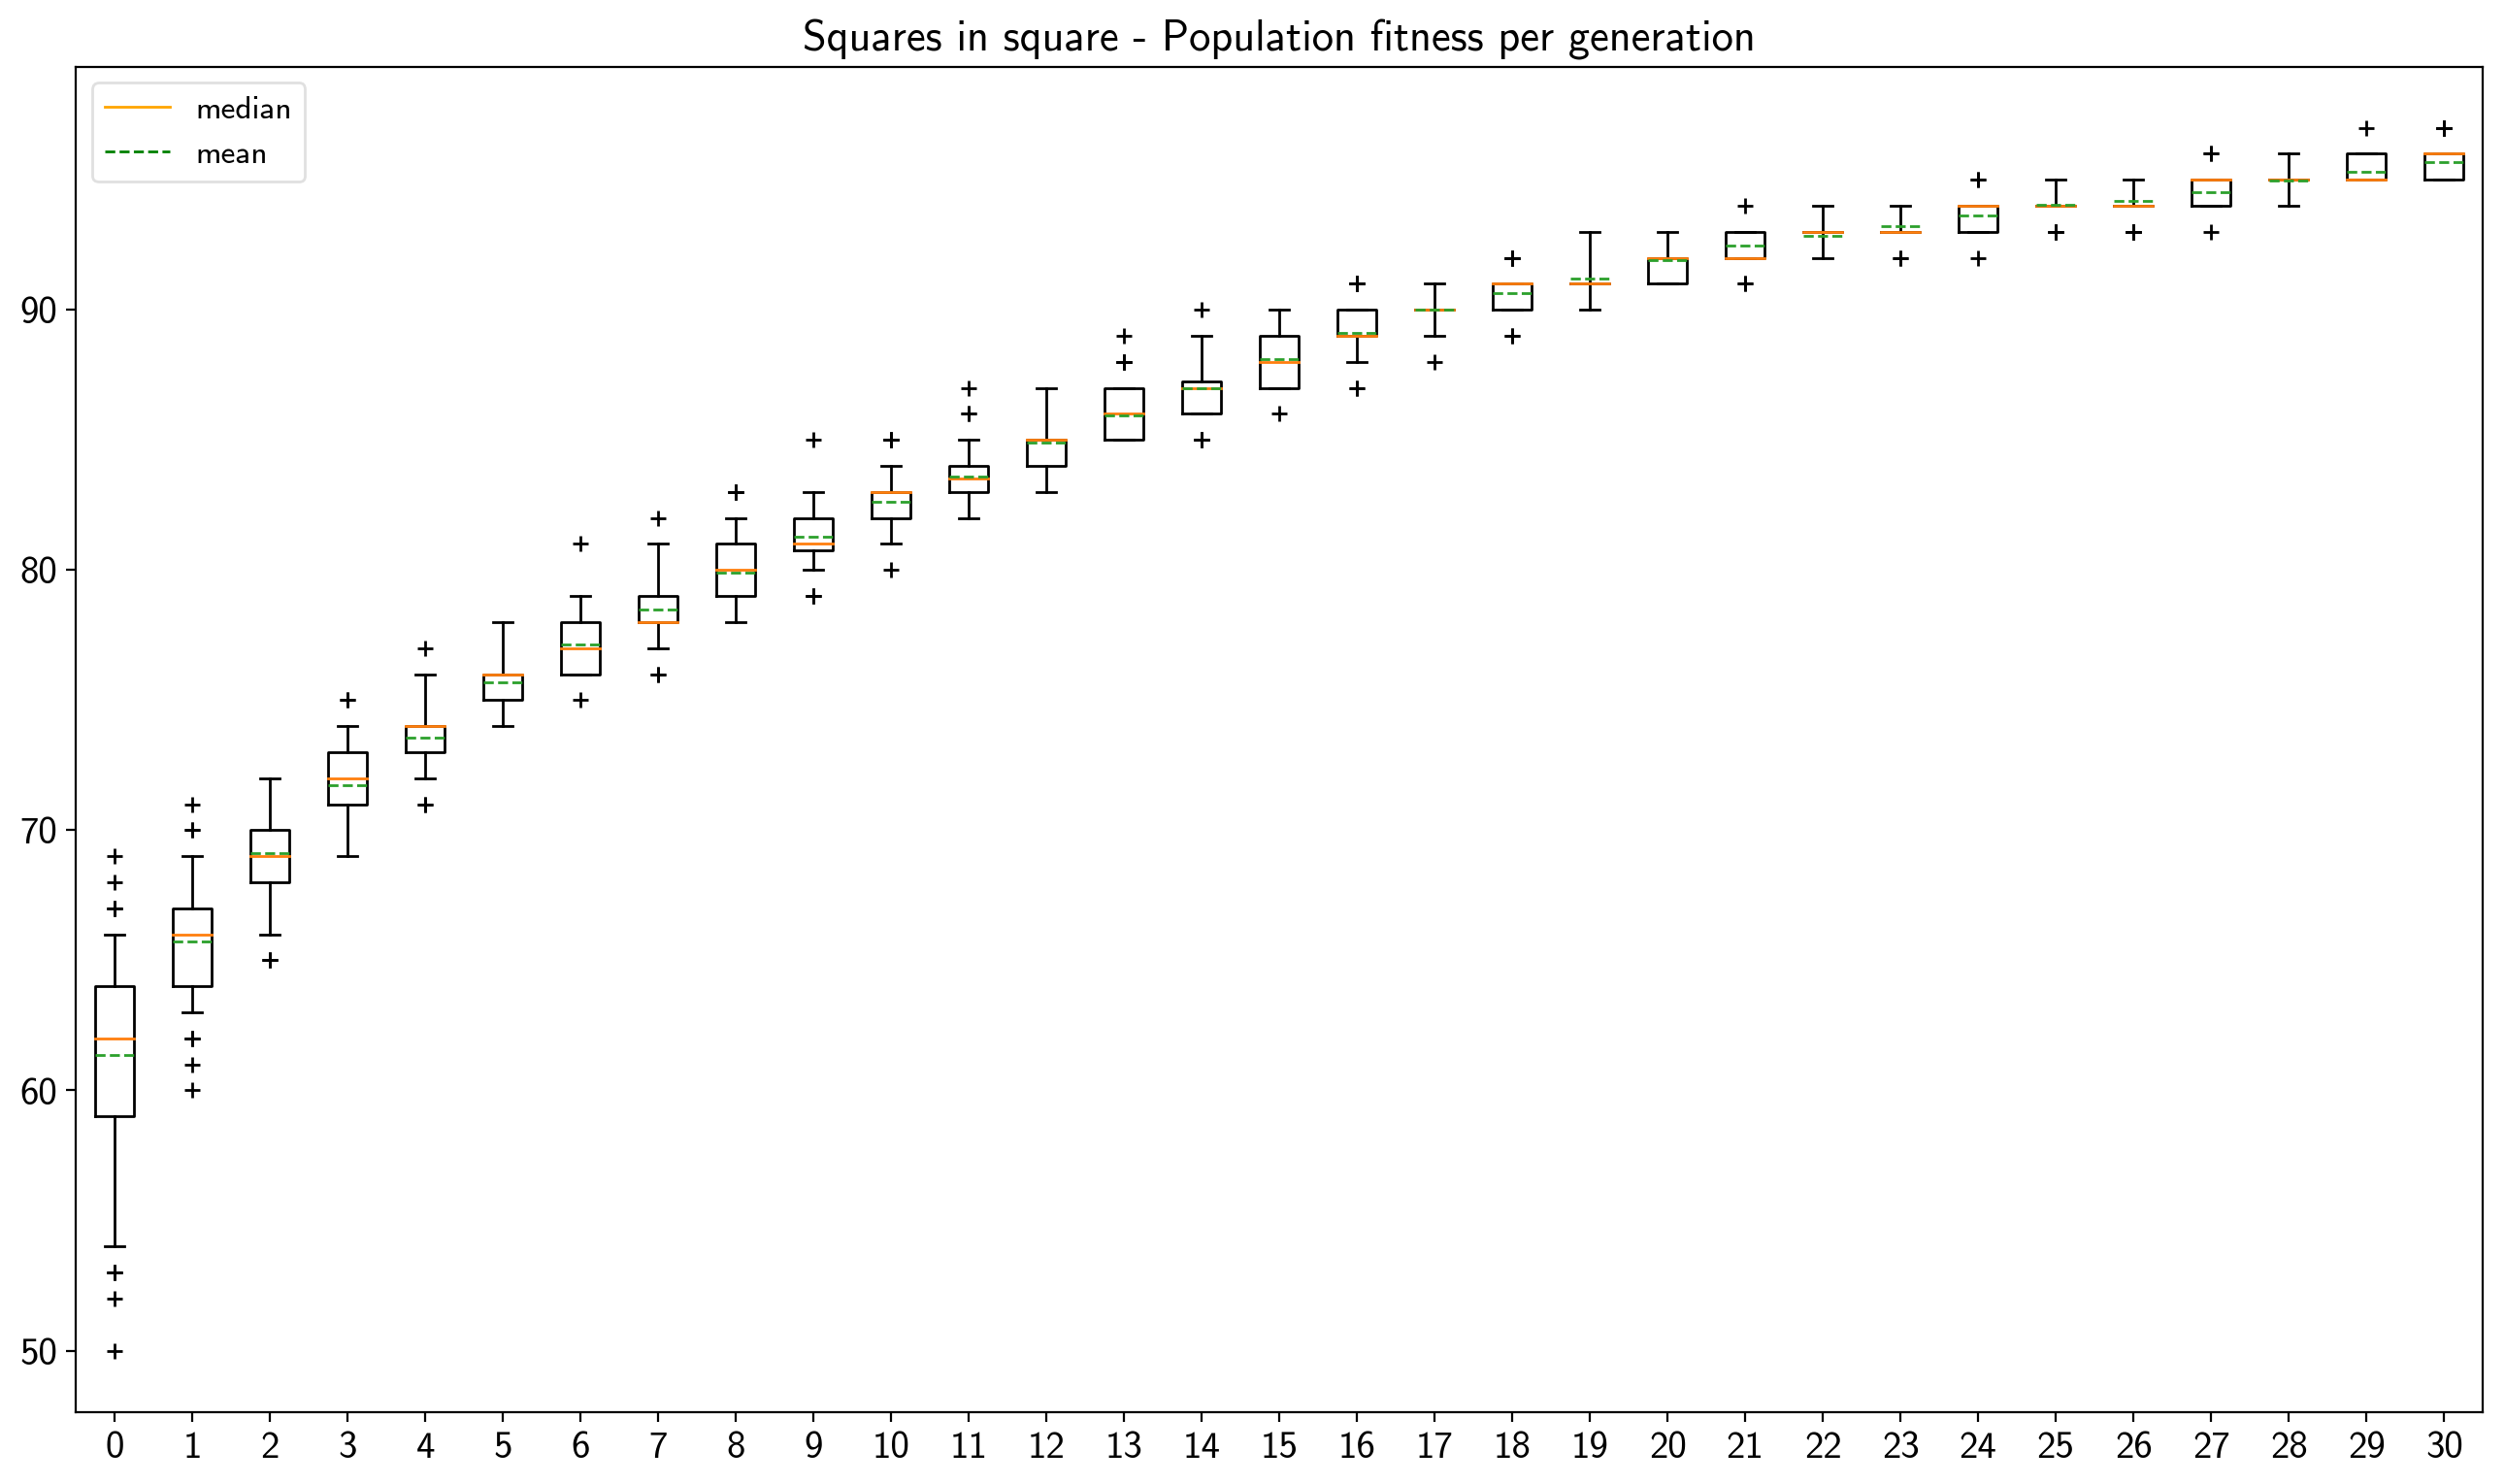 Squares in square - Population fitness per generation
median
mean
90
80
70
60
50
0 1 2 3 4 5 6 7 8 9 10 11 12 13 14 15 16 17 18 19 20 21 22 23 24 25 26 27 28 29 30